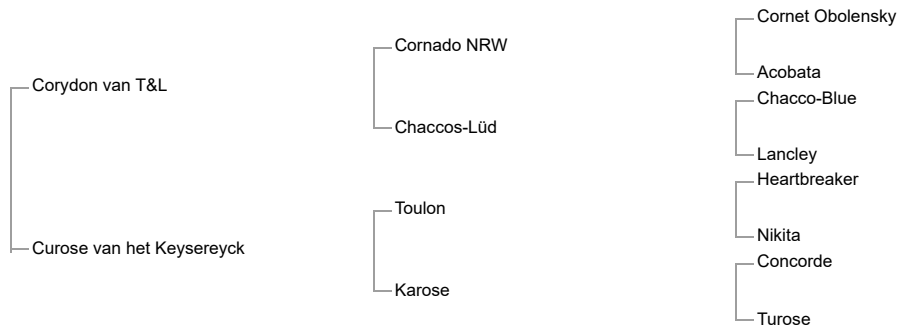 Cornet Obolensky
Cornado NRW
Acobata
Corydon van T&L
Chacco-Blue
Chaccos-Lüd
Lancley
Heartbreaker
Toulon
Nikita
Curose van het Keysereyck
Concorde
Karose
Turose